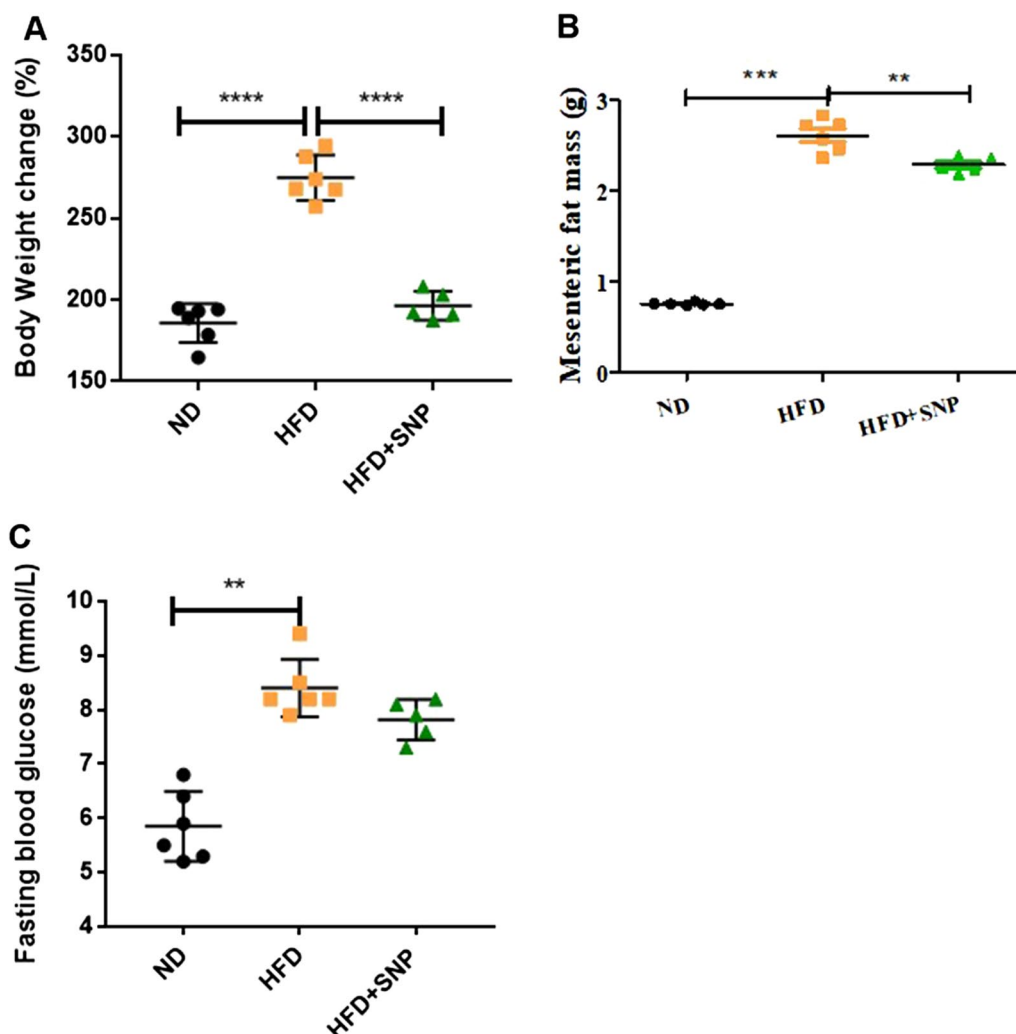 A
Body Weight change (%)
350
300
250
200
150
****
****
ND
HFD
HFD+SNP
B
Mesenteric fat mass (g)
3
2
1
0
***
**
ND
HFD
HFD+SNP
C
Fasting blood glucose (mmol/L)
10
9
8
7
6
5
4
**
ND
HFD
HFD+SNP